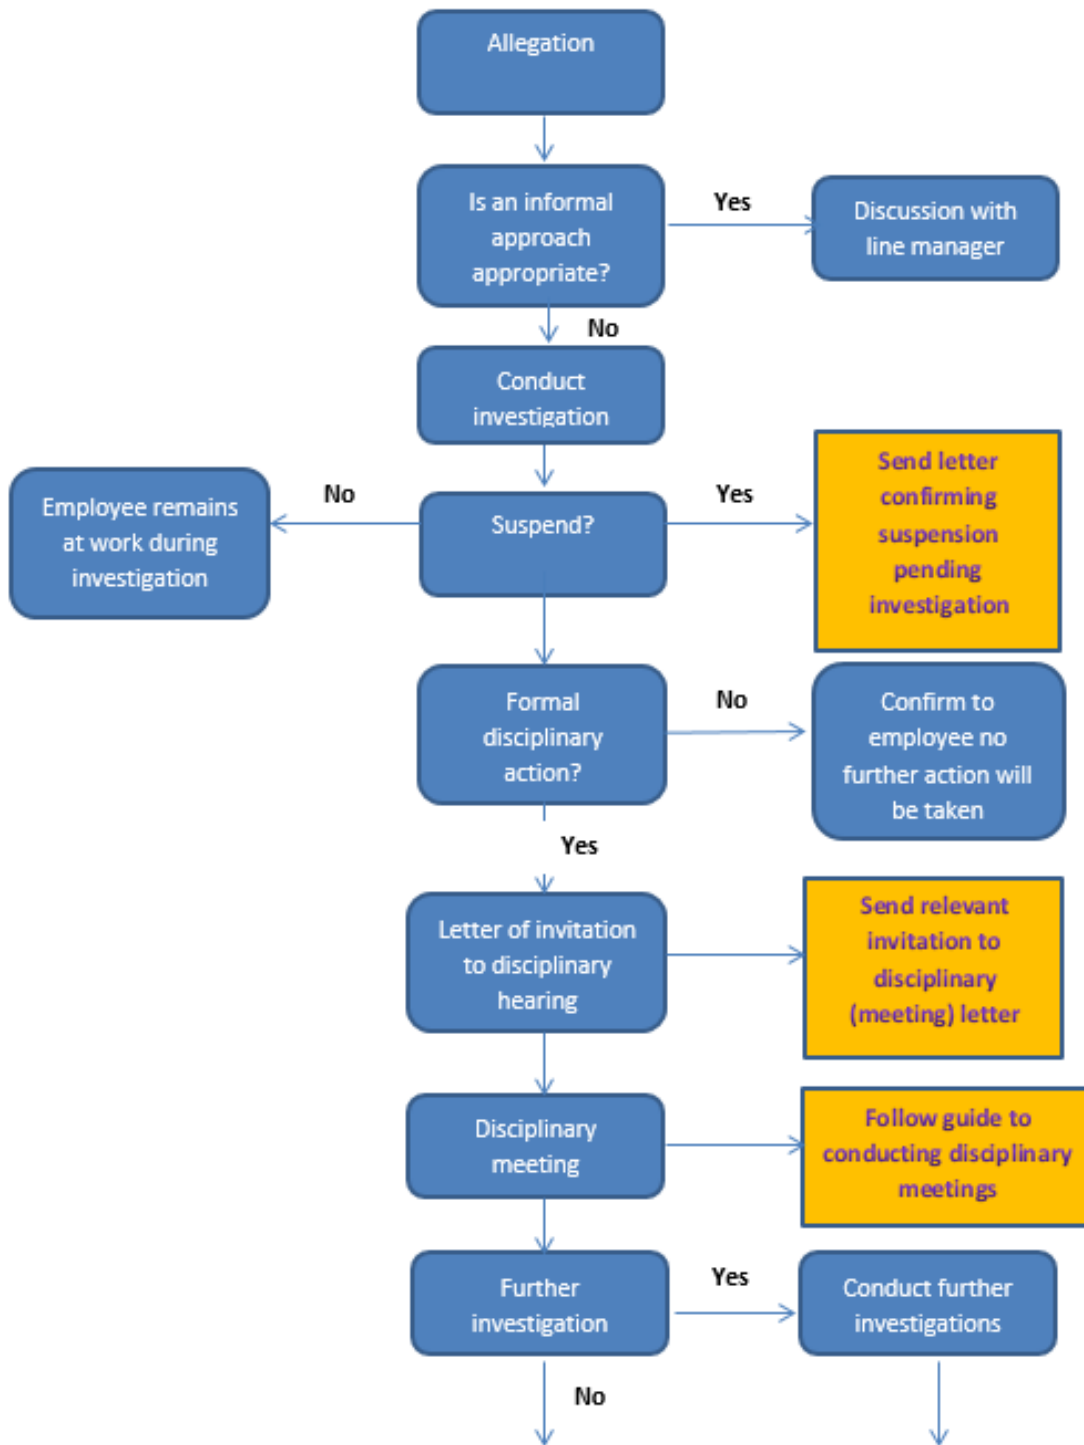 Allegation
Is an informal
approach
appropriate?
Yes
Discussion with
line manager
No
Conduct
investigation
Employee remains
at work during
investigation
No
Suspend?
Yes
Send letter
confirming
suspension
pending
investigation
Formal
disciplinary
action?
No
Confirm to
employee no
further action will
be taken
Yes
Letter of invitation
to disciplinary
hearing
Send relevant
invitation to
disciplinary
(meeting) letter
Disciplinary
meeting
Follow guide to
conducting disciplinary
meetings
Further
investigation
Yes
Conduct further
investigations
No